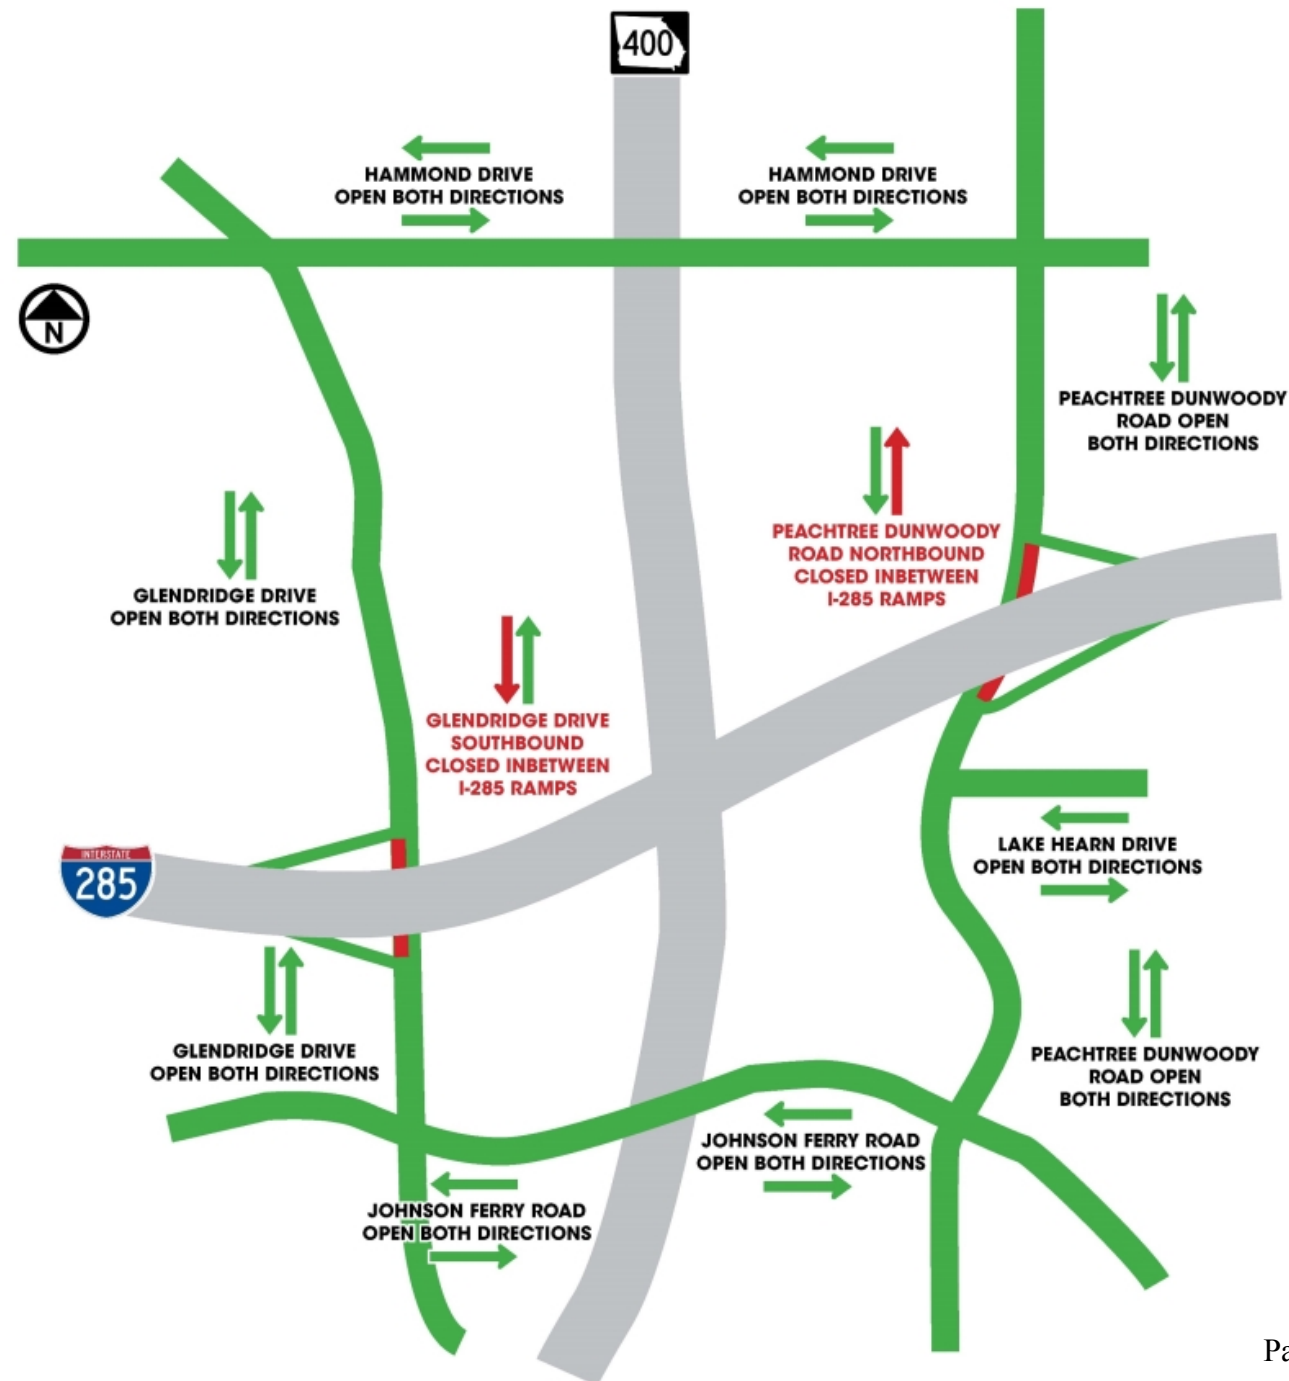 400
HAMMOND DRIVE
OPEN BOTH DIRECTIONS
HAMMOND DRIVE
OPEN BOTH DIRECTIONS
N
PEACHTREE DUNWOODY
ROAD OPEN
BOTH DIRECTIONS
PEACHTREE DUNWOODY
ROAD NORTHBOUND
CLOSED INBETWEEN
I-285 RAMPS
GLENDRIDGE DRIVE
OPEN BOTH DIRECTIONS
GLENDRIDGE DRIVE
SOUTHBOUND
CLOSED INBETWEEN
I-285 RAMPS
LAKE HEARN DRIVE
OPEN BOTH DIRECTIONS
INTERSTATE
285
GLENDRIDGE DRIVE
OPEN BOTH DIRECTIONS
PEACHTREE DUNWOODY
ROAD OPEN
BOTH DIRECTIONS
JOHNSON FERRY ROAD
OPEN BOTH DIRECTIONS
JOHNSON FERRY ROAD
OPEN BOTH DIRECTIONS
Pa